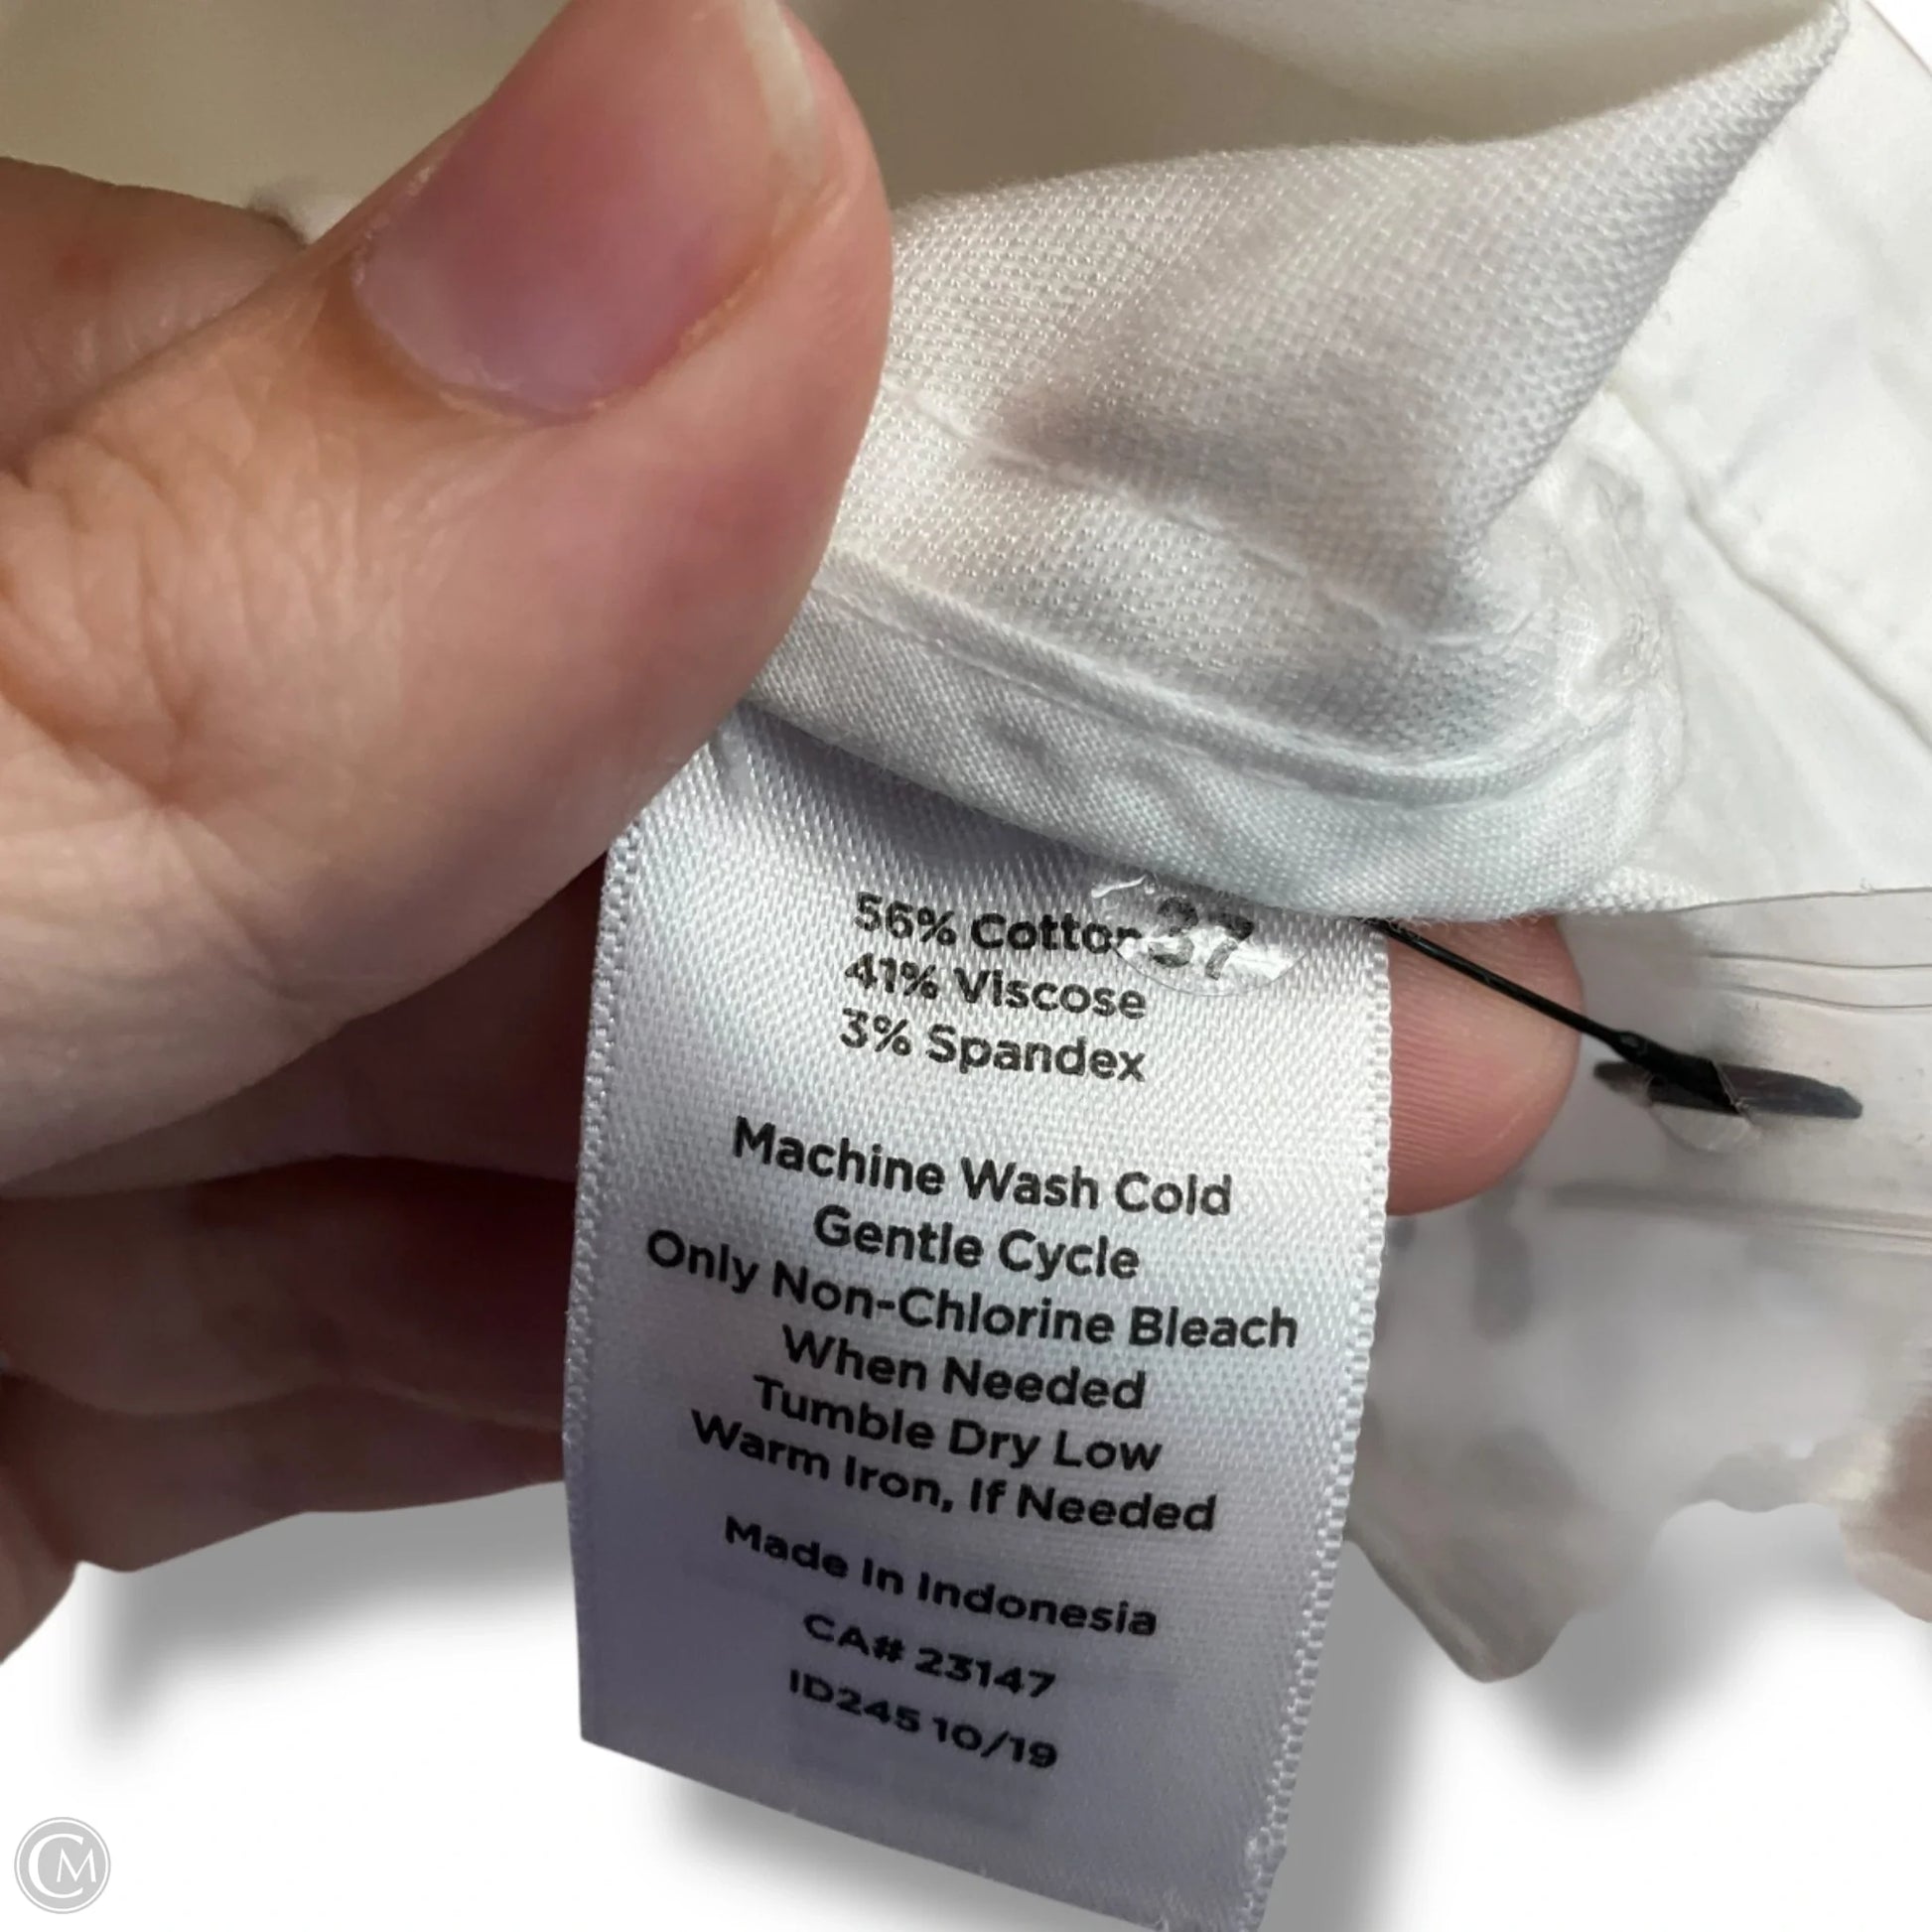 56% Cotton
37
41% Viscose
3% Spandex
Machine Wash Cold
Gentle Cycle
Only Non-Chlorine Bleach
When Needed
Tumble Dry Low
Warm Iron, If Needed
Made In Indonesia
CA# 23147
ID245 10/19
CM